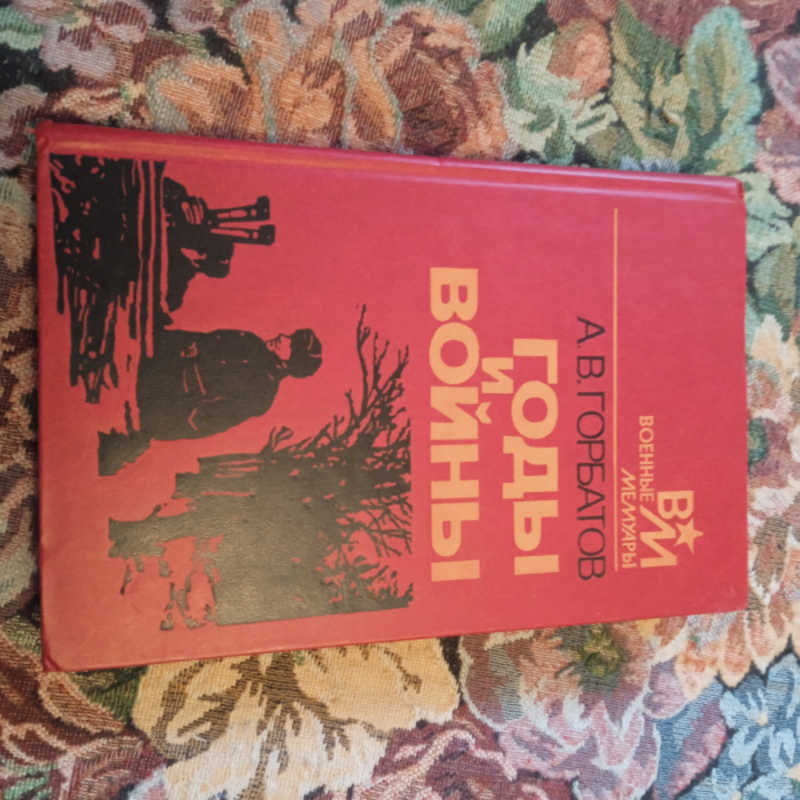 ВМ
ВОЕННЫЕ
МЕМУАРЫ
А.В.ГОРБАТОВ
ГОДЫ
И
ВОЙНЫ